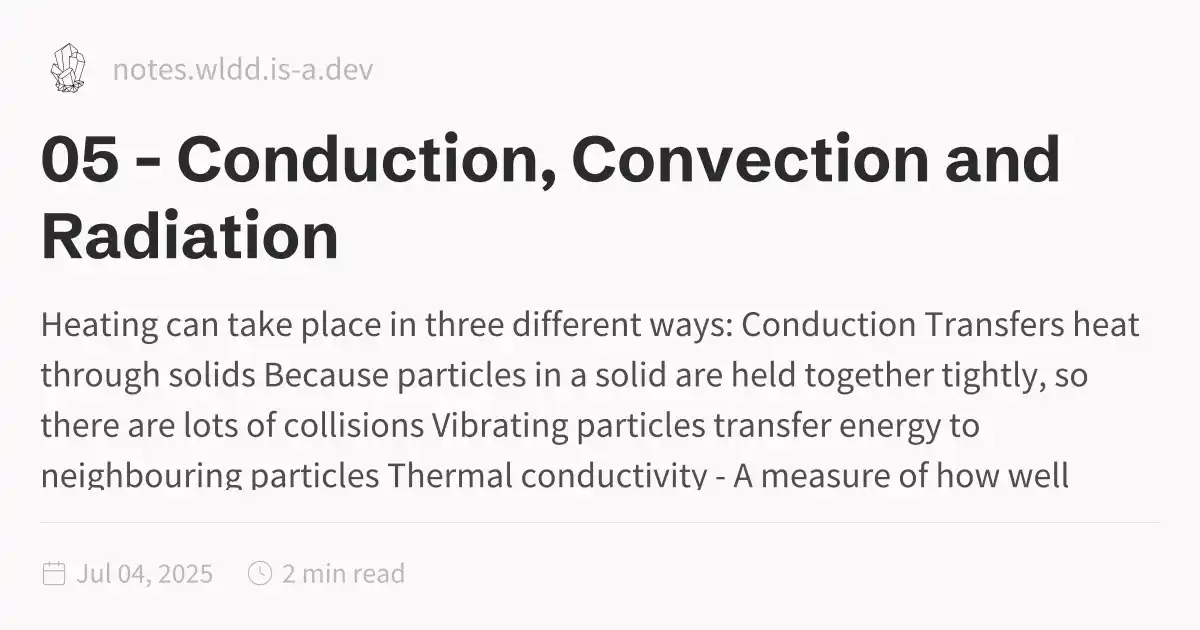 notes.wldd.is-a.dev
05 - Conduction, Convection and
Radiation
Heating can take place in three different ways: Conduction Transfers heat
through solids Because particles in a solid are held together tightly, so
there are lots of collisions Vibrating particles transfer energy to
neighbouring particles Thermal conductivity - A measure of how well
Jul 04, 2025
2 min read